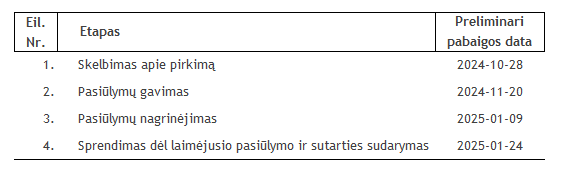 Eil. Nr. Etapas Preliminari pabaigos data
1. Skelbimas apie pirkimą 2024-10-28
2. Pasiūlymų gavimas 2024-11-20
3. Pasiūlymų nagrinėjimas 2025-01-09
4. Sprendimas dėl laimėjusio pasiūlymo ir sutarties sudarymas 2025-01-24